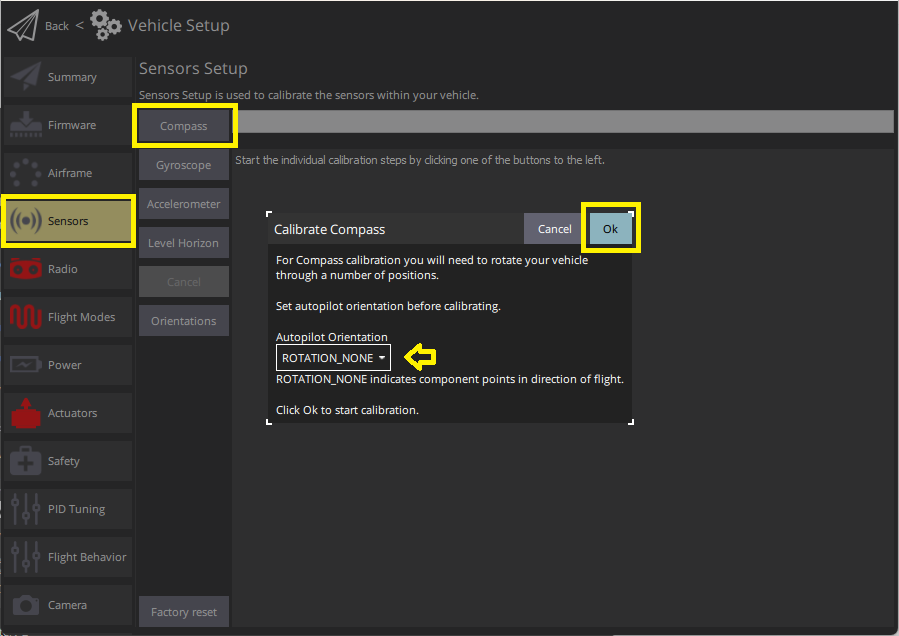 Back < Vehicle Setup
Summary
Firmware
Airframe
Sensors
Radio
Flight Modes
Power
Actuators
Safety
PID Tuning
Flight Behavior
Camera
Sensors Setup
Sensors Setup is used to calibrate the sensors within your vehicle.
Compass
Gyroscope
Accelerometer
Level Horizon
Cancel
Orientations
Factory reset
Start the individual calibration steps by clicking one of the buttons to the left.
Calibrate Compass
Cancel
Ok
For Compass calibration you will need to rotate your vehicle
through a number of positions.
Set autopilot orientation before calibrating.
Autopilot Orientation
ROTATION_NONE
ROTATION_NONE indicates component points in direction of flight.
Click Ok to start calibration.